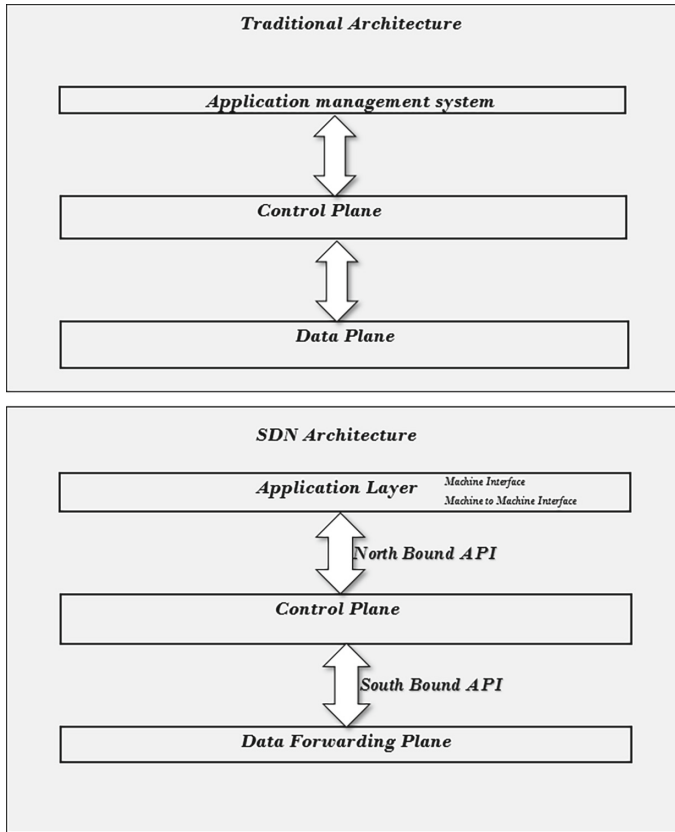 Traditional Architecture
Application management system
Control Plane
Data Plane
SDN Architecture
Application Layer
Machine Interface
Machine to Machine Interface
North Bound API
Control Plane
South Bound API
Data Forwarding Plane